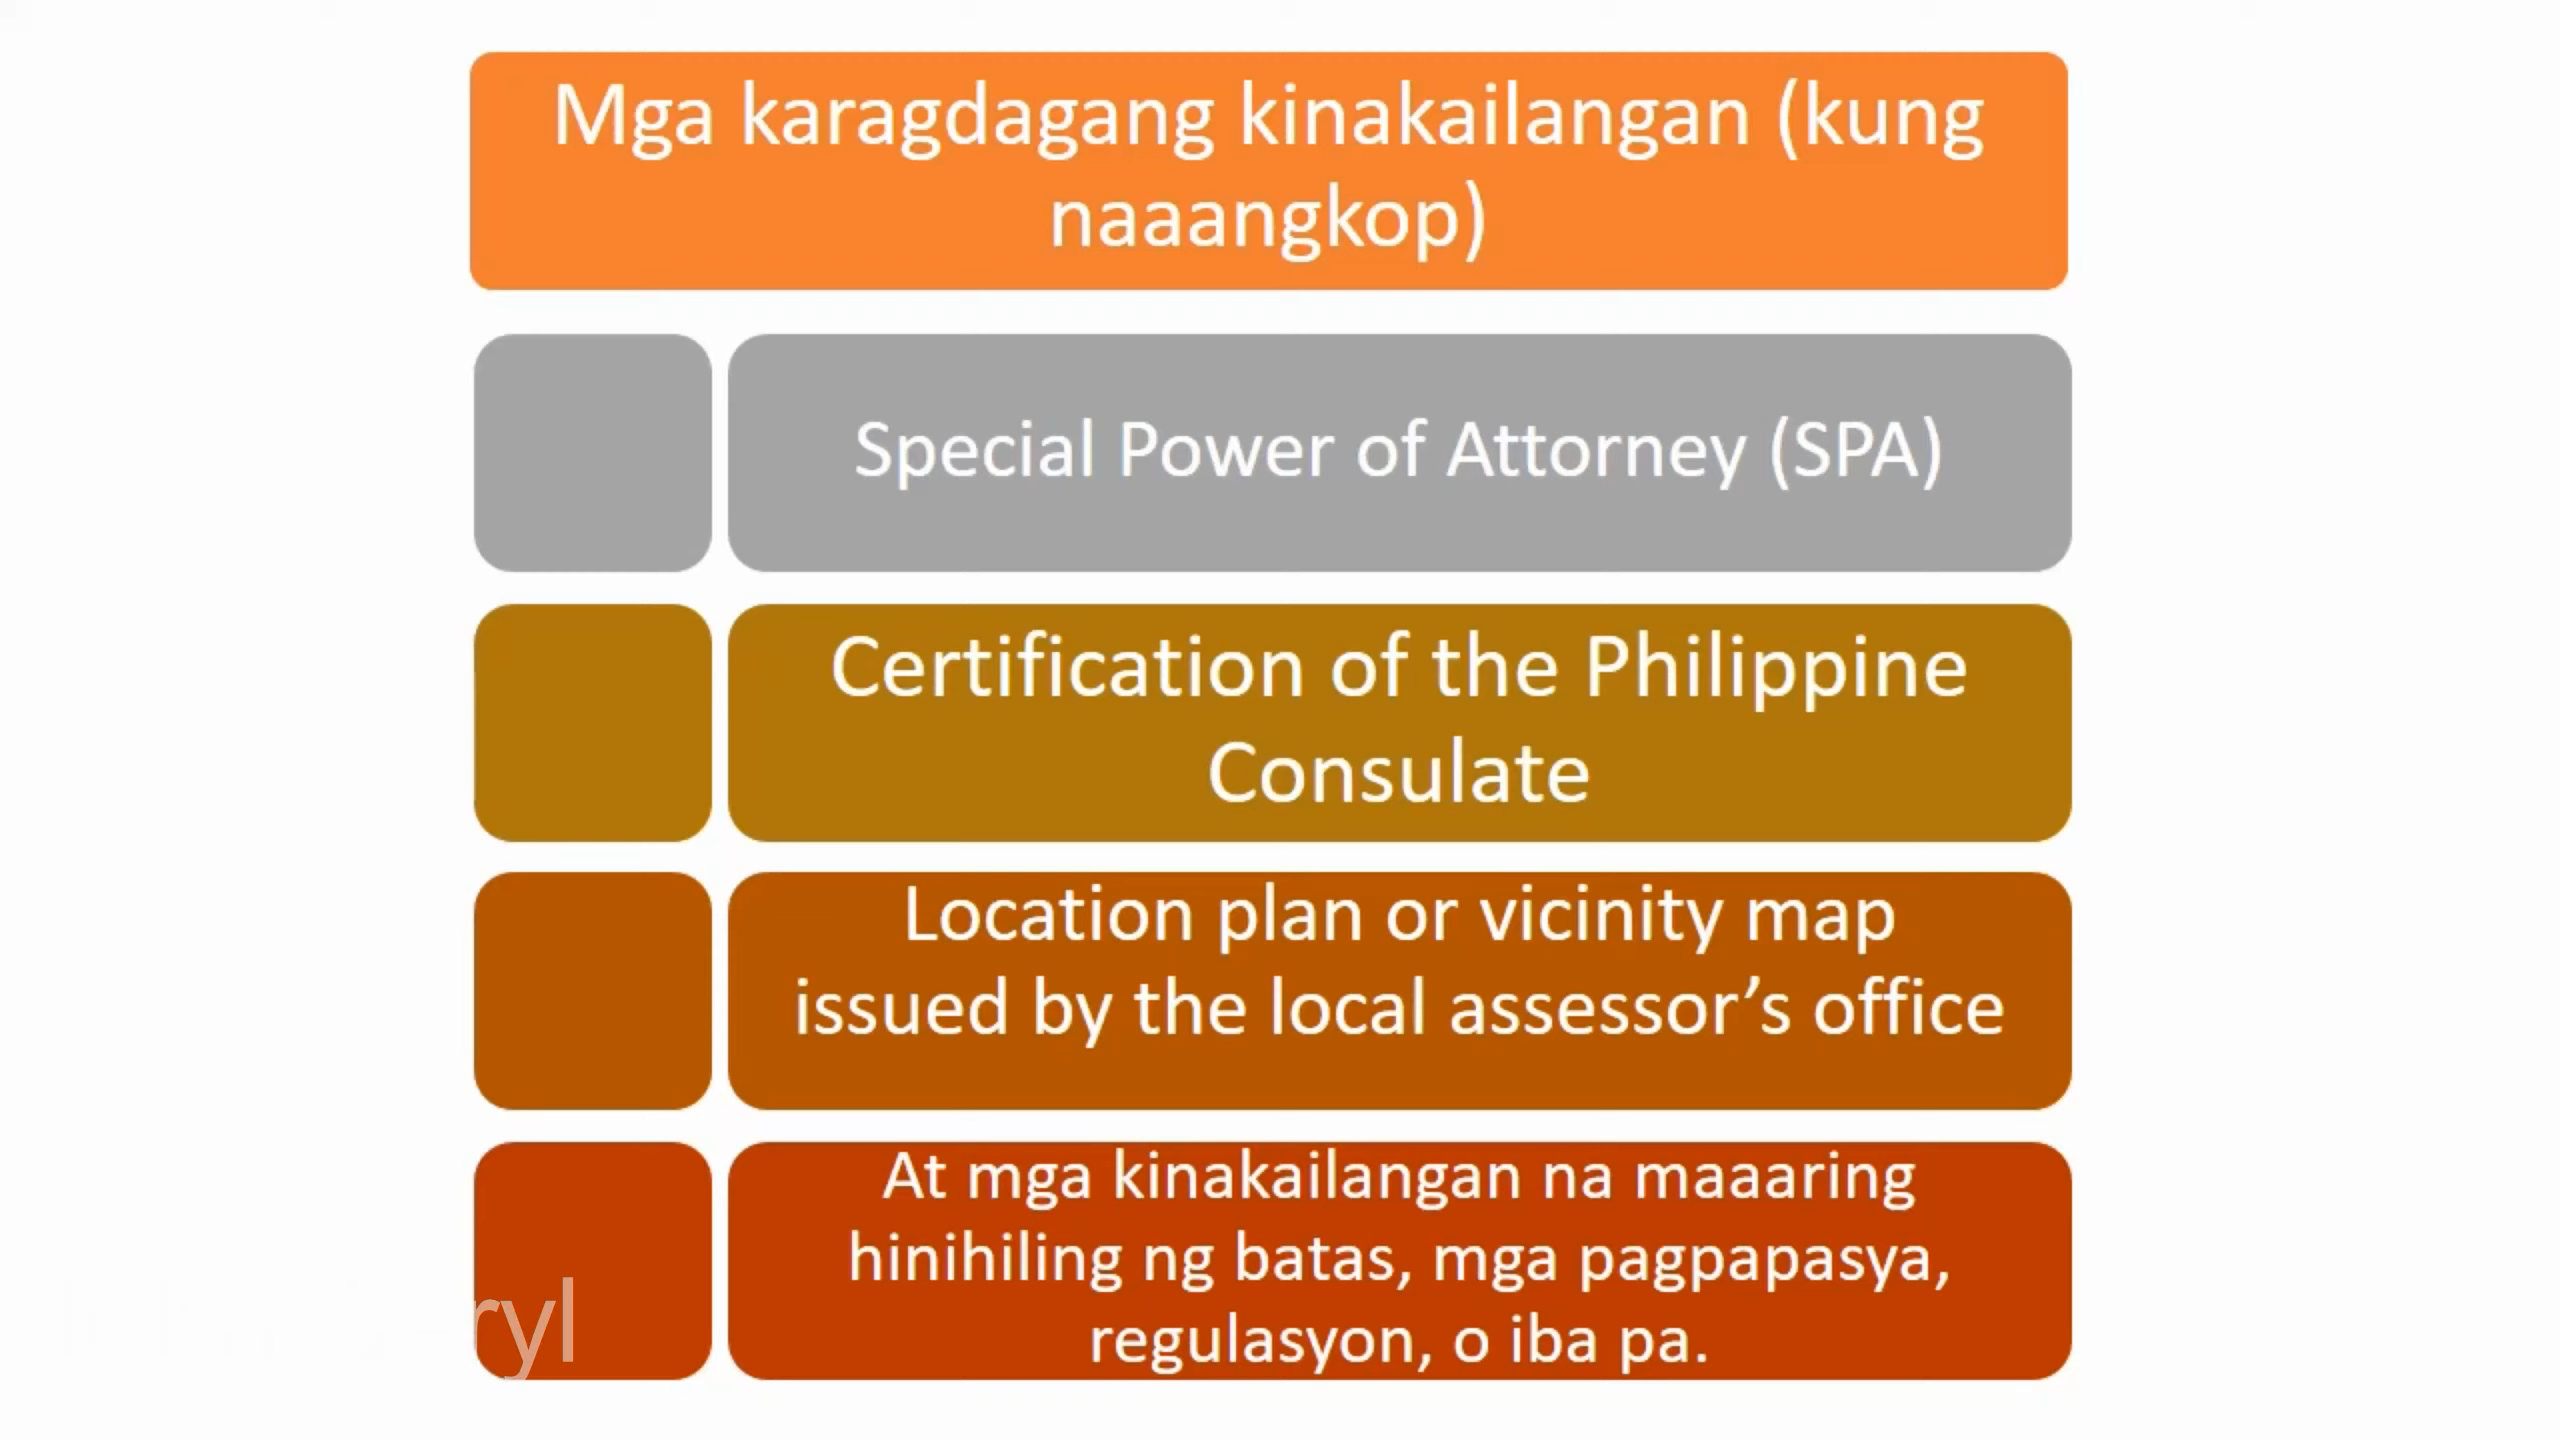 Mga karagdagang kinakailangan (kung
naaangkop)
Special Power of Attorney (SPA)
Certification of the Philippine
Consulate
Location plan or vicinity map
issued by the local assessor’s office
At mga kinakailangan na maaaring
hinihiling ng batas, mga pagpapasya,
regulasyon, o iba pa.